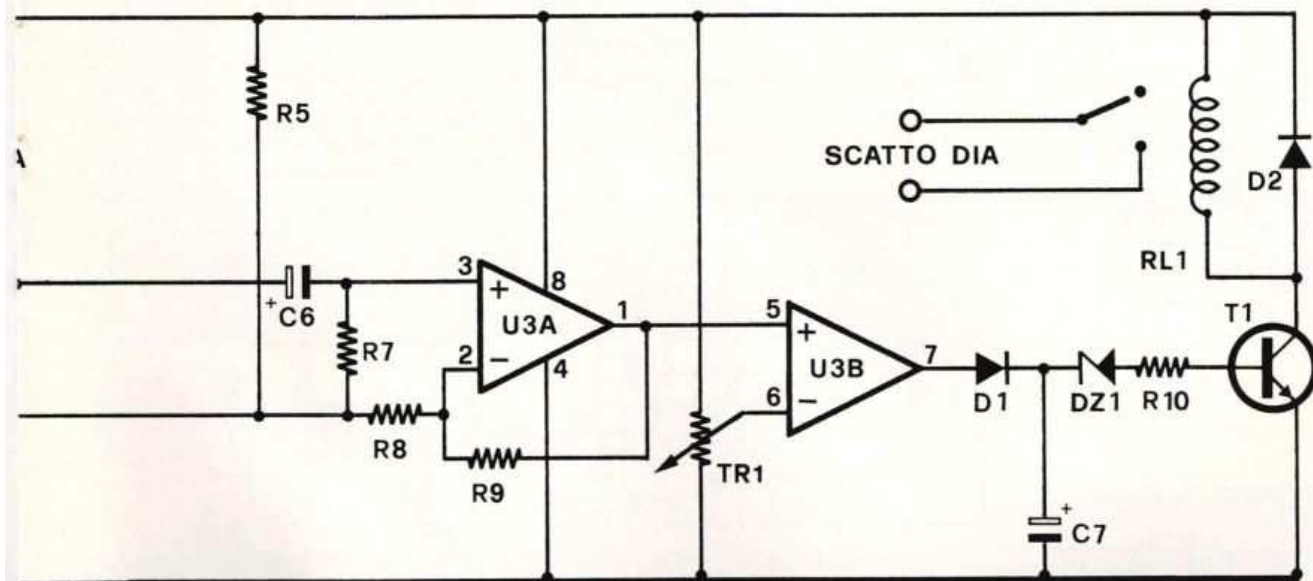 R5
A
SCATTO DIA
D2
RL1
+
C6
3
+
8
U3A
1
2
−
4
R7
R8
R9
5
+
U3B
7
6
−
TR1
D1
DZ1
R10
T1
+
C7